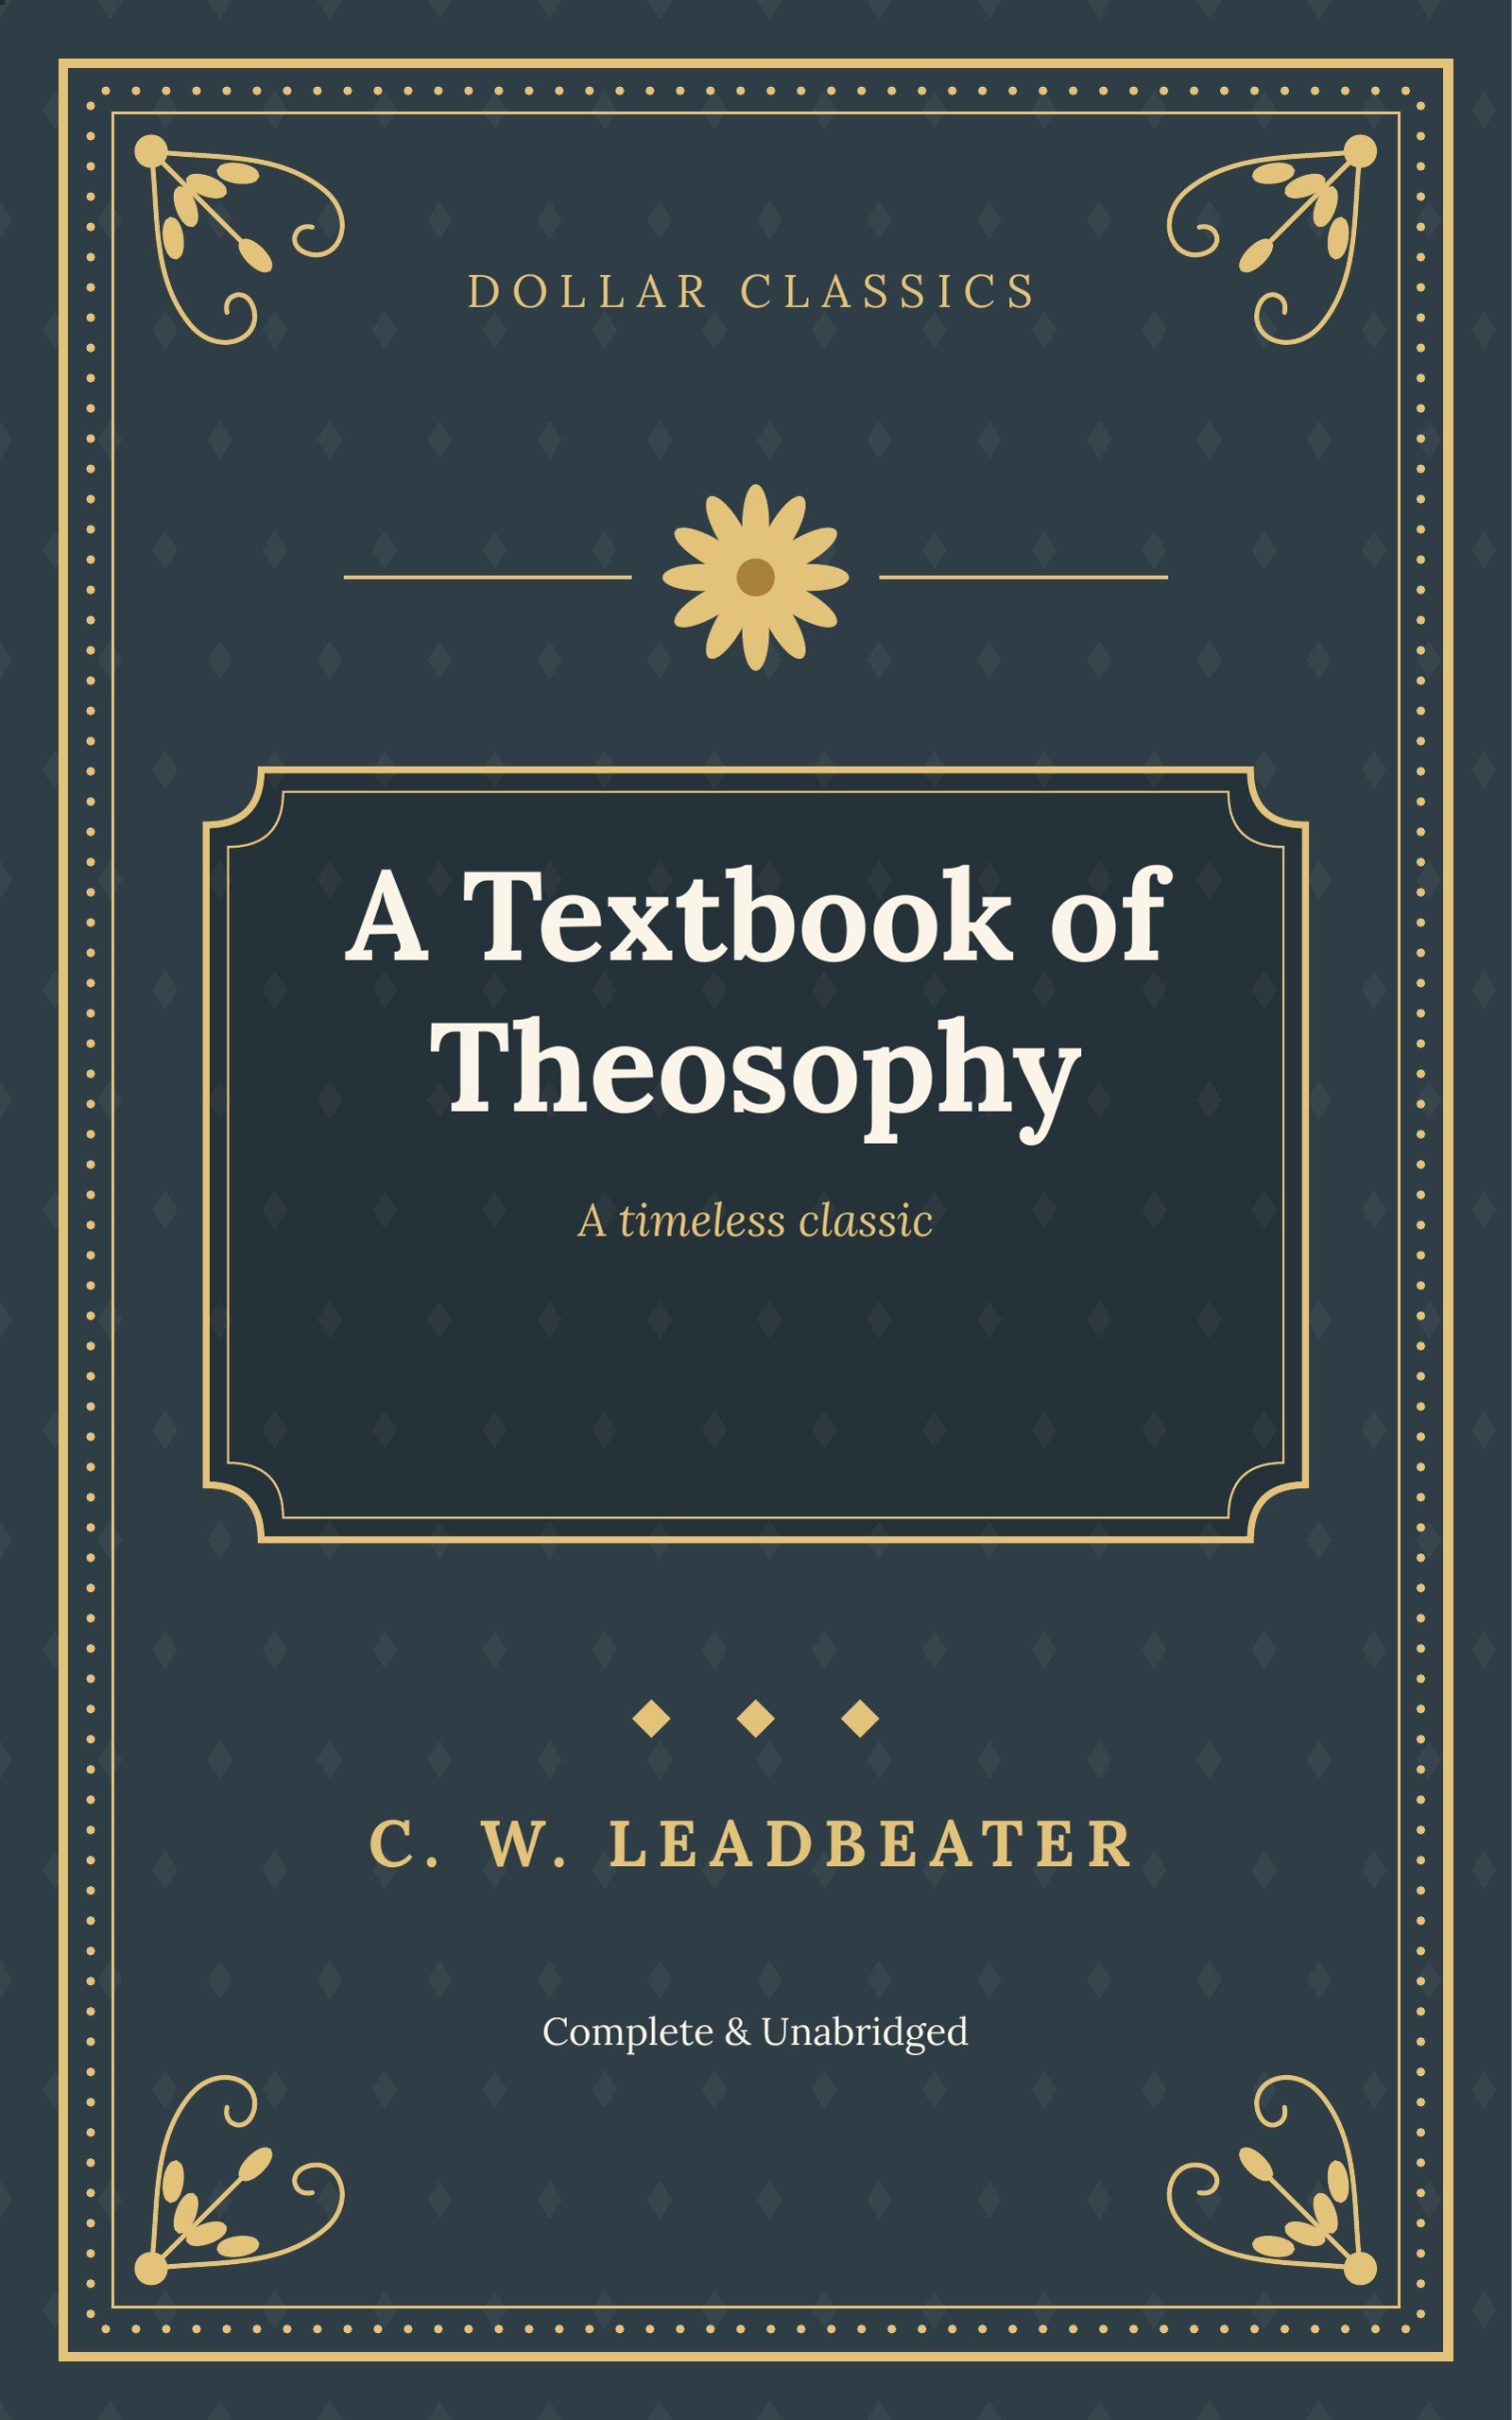 DOLLAR CLASSICS
A Textbook of
Theosophy
A timeless classic
C. W. LEADBEATER
Complete & Unabridged